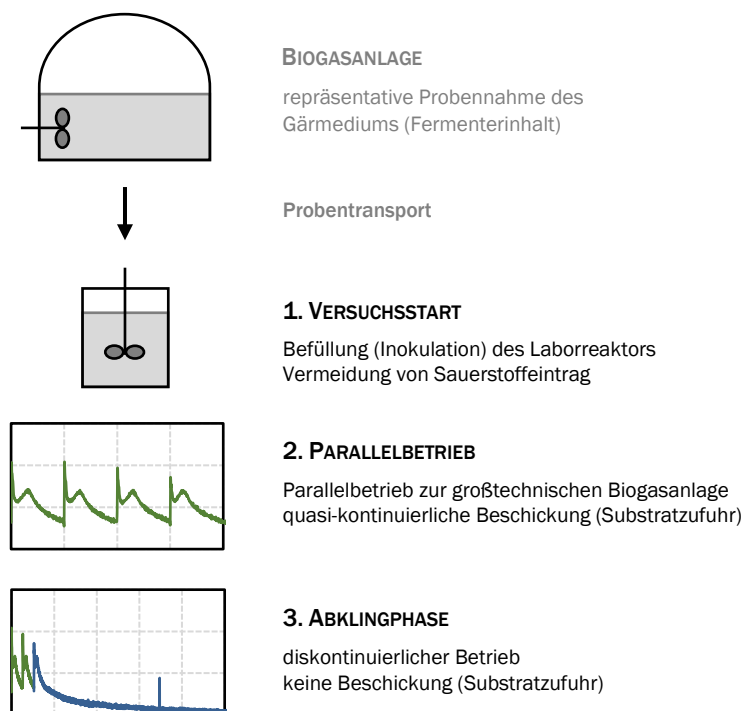 BIOGASANLAGE
repräsentative Probennahme des
Gärmediums (Fermenterinhalt)
Probentransport
1. VERSUCHSSTART
Befüllung (Inokulation) des Laborreaktors
Vermeidung von Sauerstoffeintrag
2. PARALLELBETRIEB
Parallelbetrieb zur großtechnischen Biogasanlage
quasi-kontinuierliche Beschickung (Substratzufuhr)
3. ABKLINGPHASE
diskontinuierlicher Betrieb
keine Beschickung (Substratzufuhr)